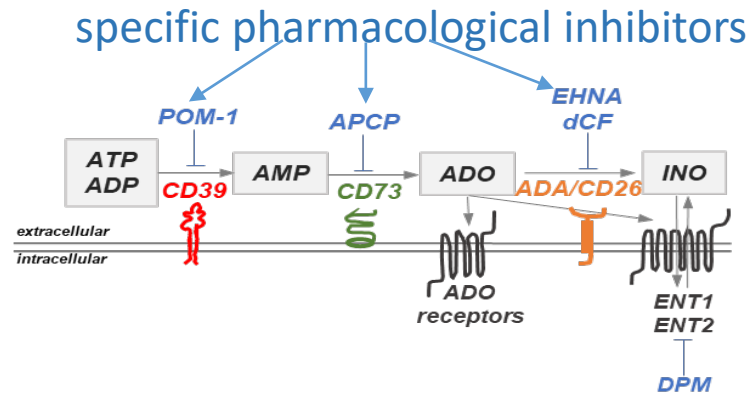 specific pharmacological inhibitors
POM-1
APCP
EHNA
dCF
ATP
ADP
CD39
AMP
CD73
ADO
ADA/CD26
INO
extracellular
intracellular
ADO
receptors
ENT1
ENT2
DPM